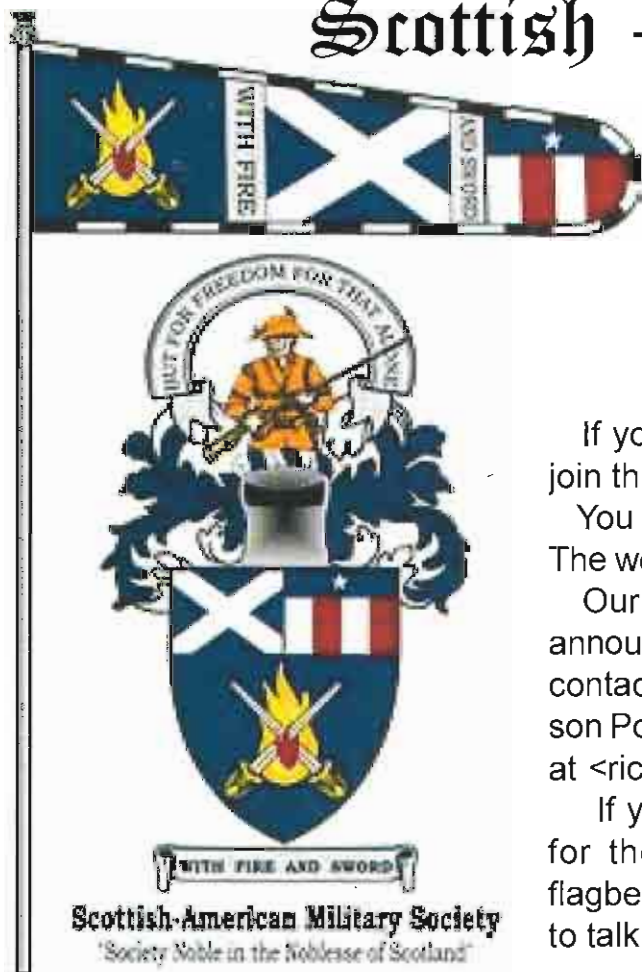 Scottish -
WITH FIRE
AND SWORD
BUT FOR FREEDOM FOR THAT ALONE
WITH FIRE AND SWORD
Scottish-American Military Society
"Society Noble in the Noblesse of Scotland"
If yo
join th
You
The we
Our
annou
contac
son Po
at <ric
If y
for the
flagbe
to talk